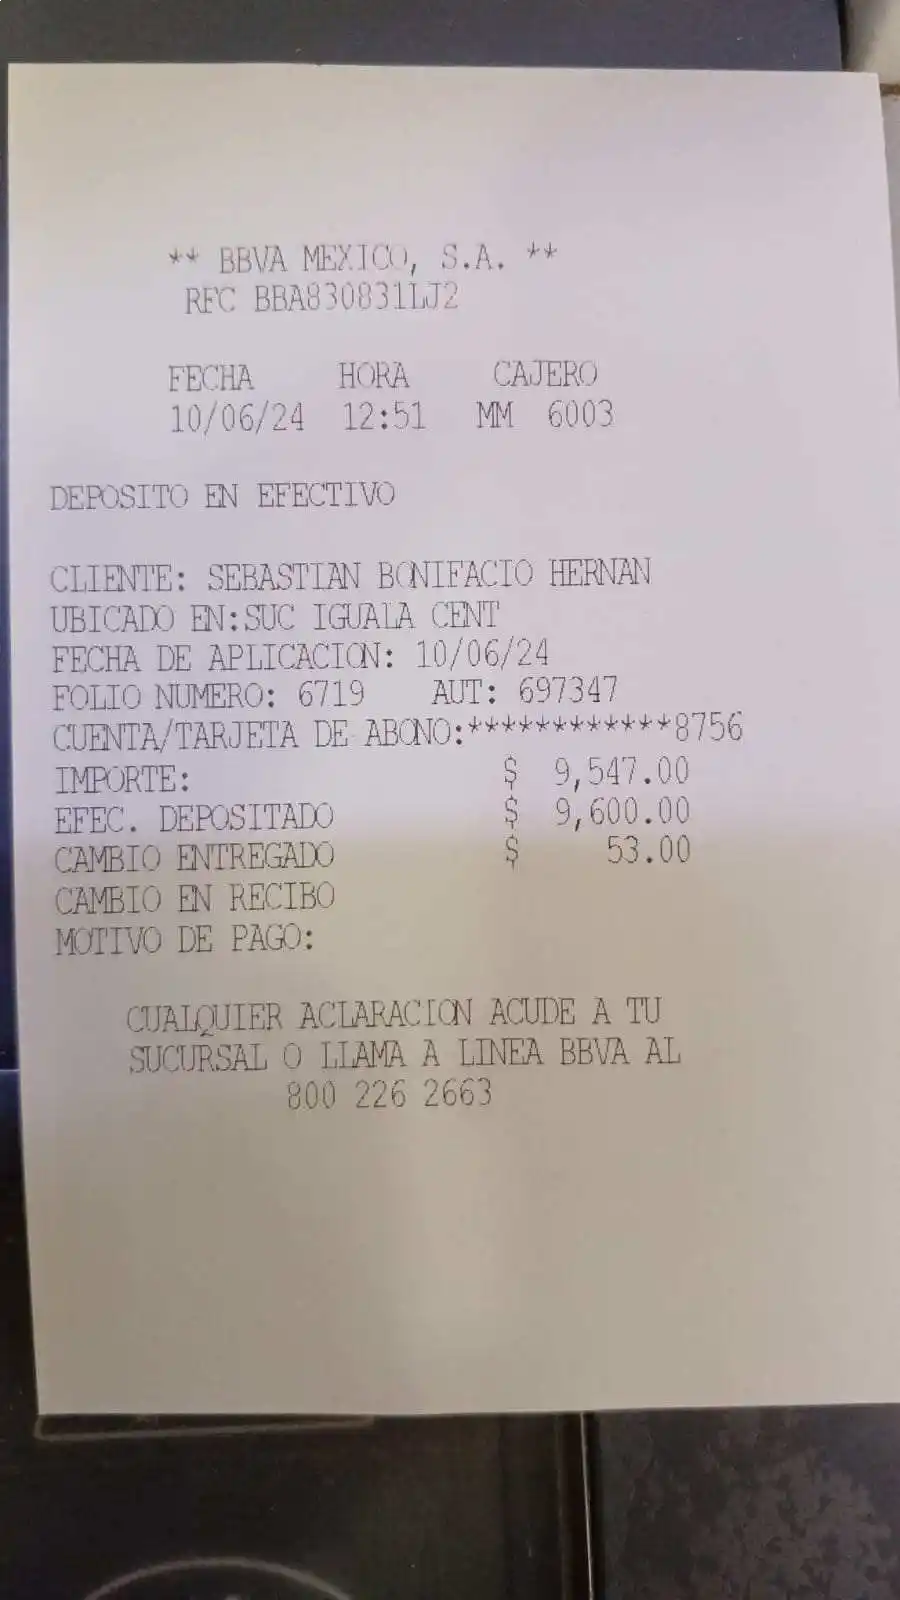 ** BBVA MEXICO, S.A. **
RFC BBA830831LJ2
FECHA HORA CAJERO
10/06/24 12:51 MM 6003
DEPOSITO EN EFECTIVO
CLIENTE: SEBASTIAN BONIFACIO HERNAN
UBICADO EN:SUC IGUALA CENT
FECHA DE APLICACION: 10/06/24
FOLIO NUMERO: 6719 AUT: 697347
CUENTA/TARJETA DE ABONO:************8756
IMPORTE: $ 9,547.00
EFEC. DEPOSITADO $ 9,600.00
CAMBIO ENTREGADO $ 53.00
CAMBIO EN RECIBO
MOTIVO DE PAGO:
CUALQUIER ACLARACION ACUDE A TU
SUCURSAL O LLAMA A LINEA BBVA AL
800 226 2663